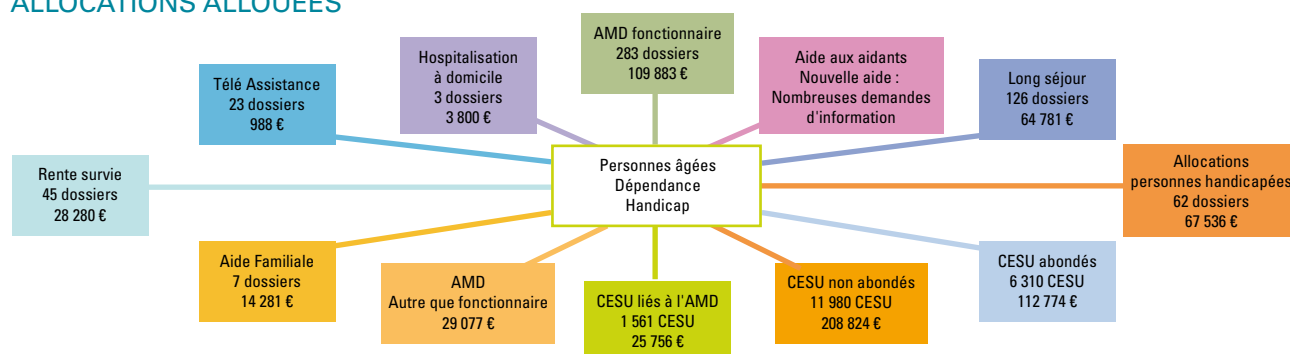 ALLOCATIONS ALLOUÉES
AMD fonctionnaire
283 dossiers
109 883 €
Hospitalisation
à domicile
3 dossiers
3 800 €
Aide aux aidants
Nouvelle aide :
Nombreuses demandes
d'information
Télé Assistance
23 dossiers
988 €
Long séjour
126 dossiers
64 781 €
Rente survie
45 dossiers
28 280 €
Personnes âgées
Dépendance
Handicap
Allocations
personnes handicapées
62 dossiers
67 536 €
Aide Familiale
7 dossiers
14 281 €
AMD
Autre que fonctionnaire
29 077 €
CESU liés à l'AMD
1 561 CESU
25 756 €
CESU non abondés
11 980 CESU
208 824 €
CESU abondés
6 310 CESU
112 774 €